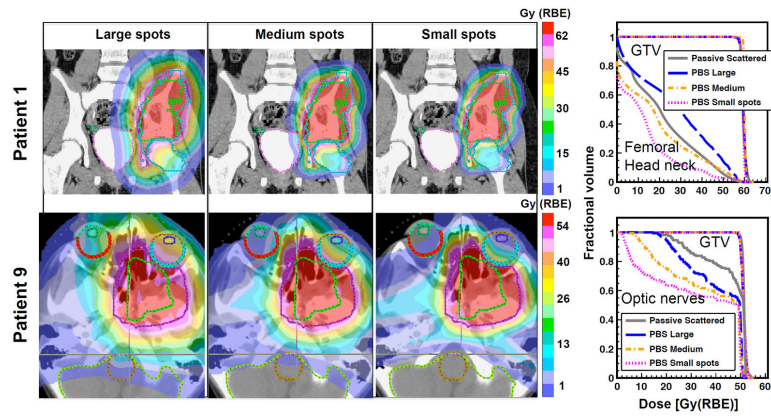 Large spots
Medium spots
Small spots
Gy (RBE)
62
45
30
15
1
Patient 1
Gy (RBE)
54
40
26
13
1
Patient 9
Fractional volume
1
0.8
0.6
0.4
0.2
0
GTV
Passive Scattered
PBS Large
PBS Medium
PBS Small spots
Femoral
Head neck
0 10 20 30 40 50 60 70
1
0.8
0.6
0.4
0.2
0
GTV
Optic nerves
Passive Scattered
PBS Large
PBS Medium
PBS Small spots
0 10 20 30 40 50 60
Dose [Gy(RBE)]